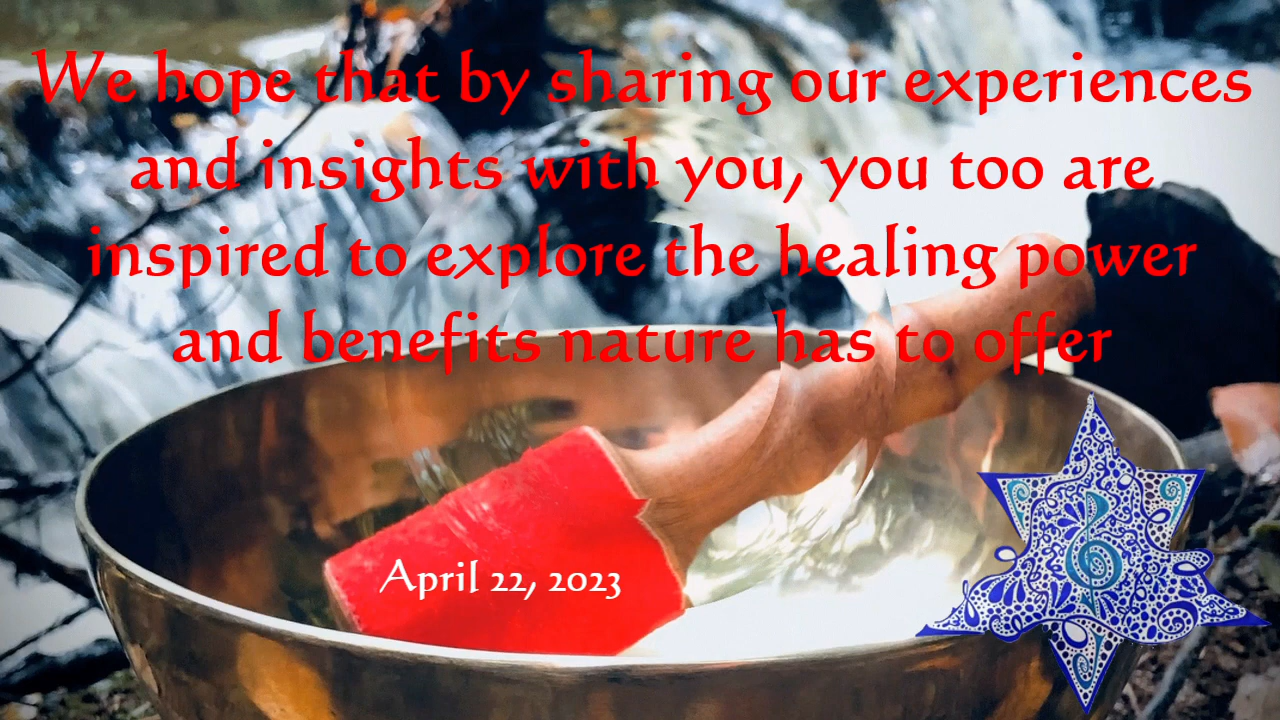 We hope that by sharing our experiences
and insights with you, you too are
inspired to explore the healing power
and benefits nature has to offer
April 22, 2023